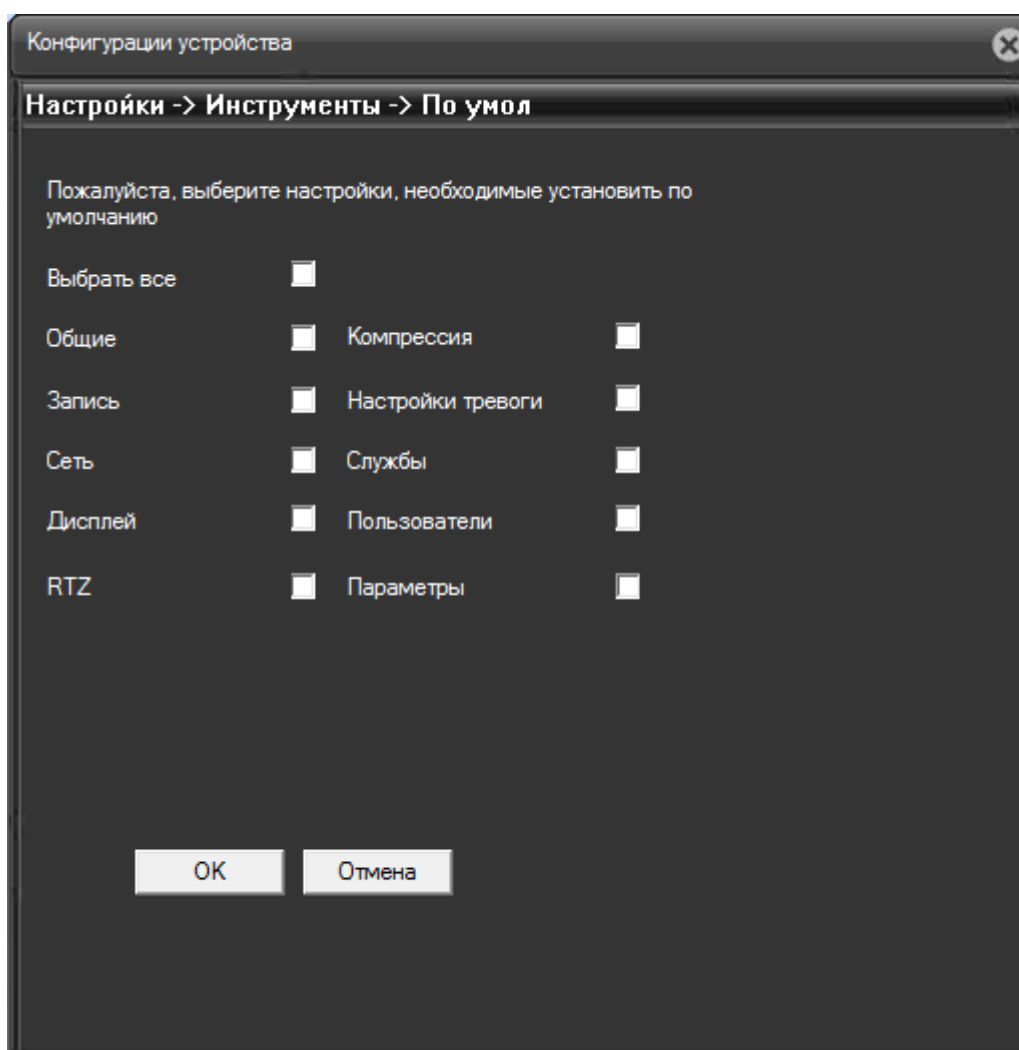 Конфигурации устройства
Настройки -> Инструменты -> По умол
Пожалуйста, выберите настройки, необходимые установить по
умолчанию
Выбрать все
Общие Компрессия
Запись Настройки тревоги
Сеть Службы
Дисплей Пользователи
RTZ Параметры
OK Отмена